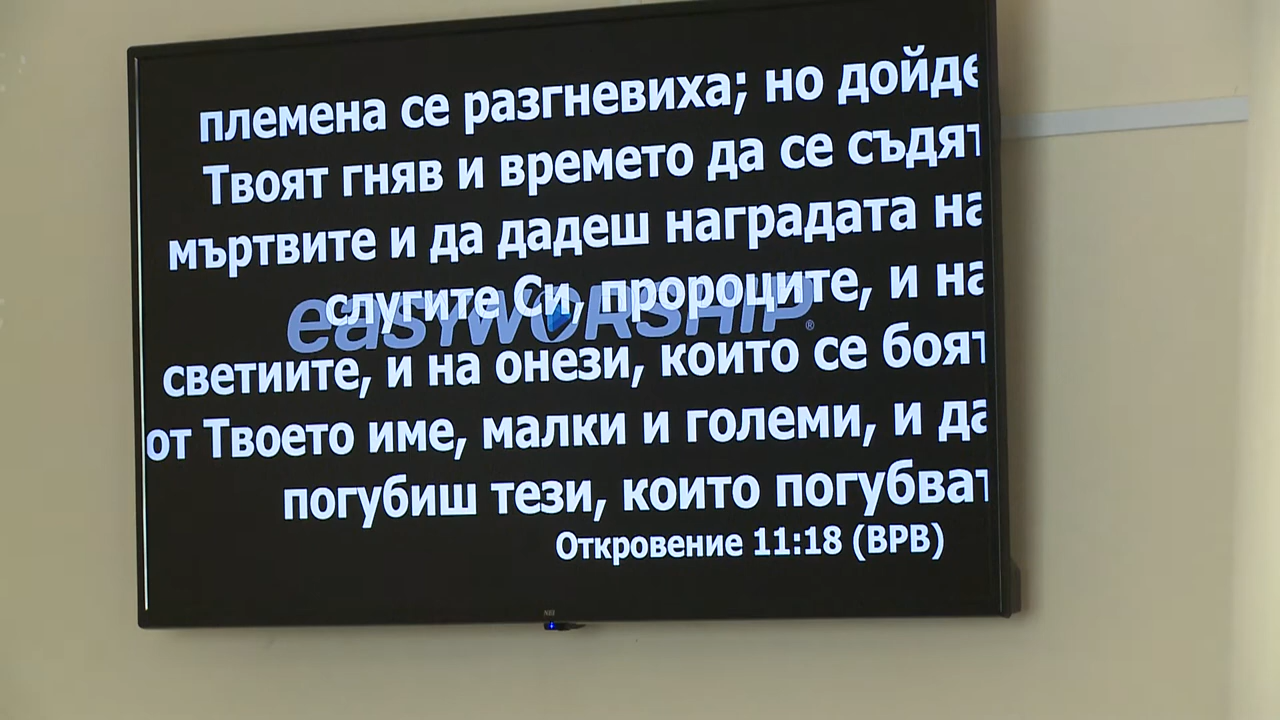 племена се разгневиха; но дойде
Твоят гняв и времето да се съдят
мъртвите и да дадеш наградата на
слугите Си, пророците, и на
easyWORSHIP®
светиите, и на онези, които се боят
от Твоето име, малки и големи, и да
погубиш тези, които погубват
Откровение 11:18 (ВРВ)